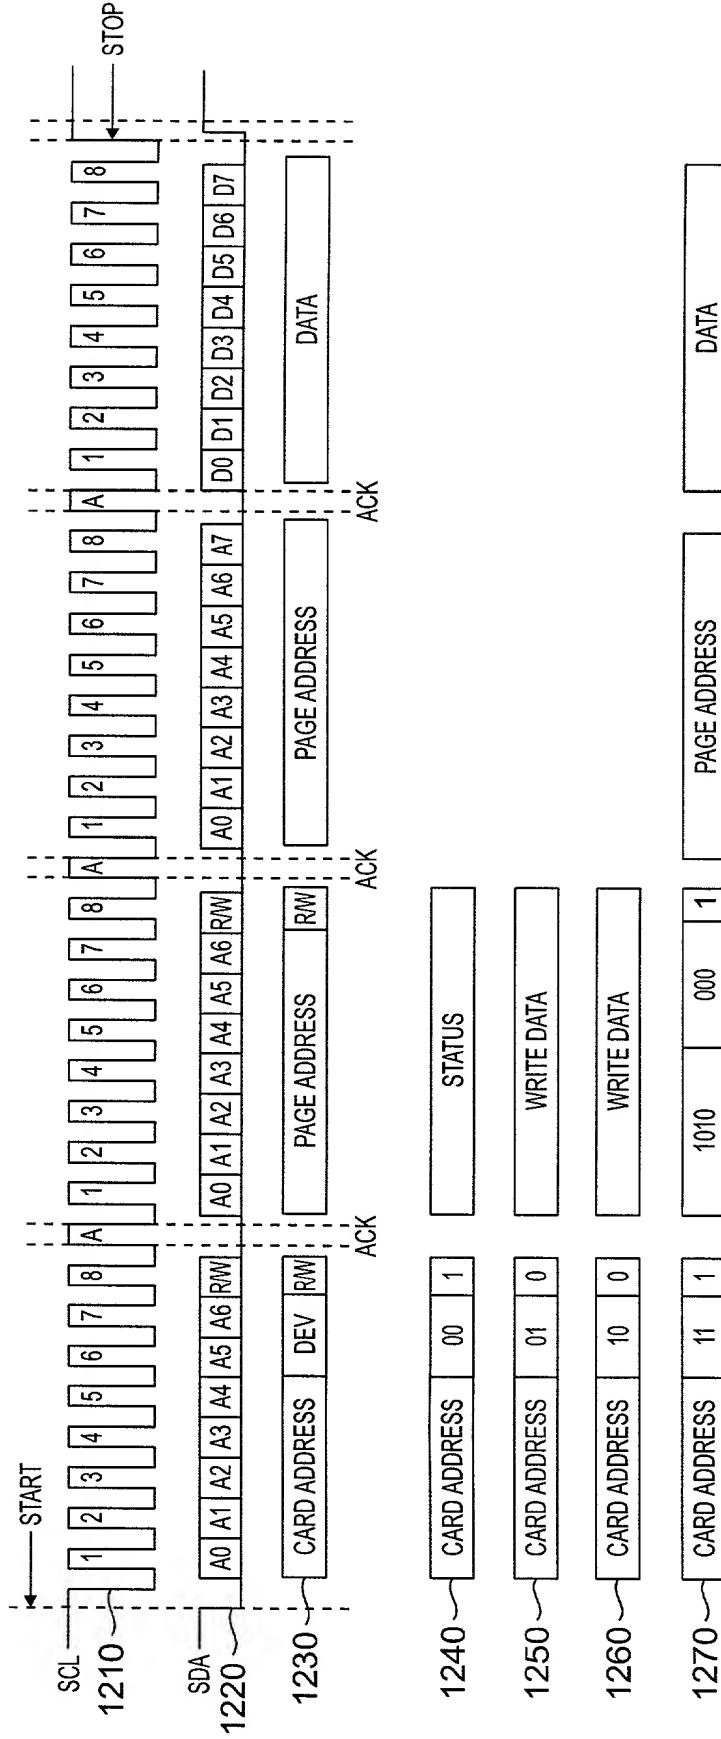 START
STOP
SCL 1 2 3 4 5 6 7 8 A 1 2 3 4 5 6 7 8 A 1 2 3 4 5 6 7 8 A 1 2 3 4 5 6 7 8
1210
SDA A0 A1 A2 A3 A4 A5 A6 R/W A0 A1 A2 A3 A4 A5 A6 R/W A0 A1 A2 A3 A4 A5 A6 A7 D0 D1 D2 D3 D4 D5 D6 D7
1220
1230 CARD ADDRESS DEV R/W PAGE ADDRESS R/W PAGE ADDRESS DATA
ACK ACK ACK
1240 CARD ADDRESS 00 1 STATUS
1250 CARD ADDRESS 01 0 WRITE DATA
1260 CARD ADDRESS 10 0 WRITE DATA
1270 CARD ADDRESS 11 1 1010 000 1 PAGE ADDRESS DATA